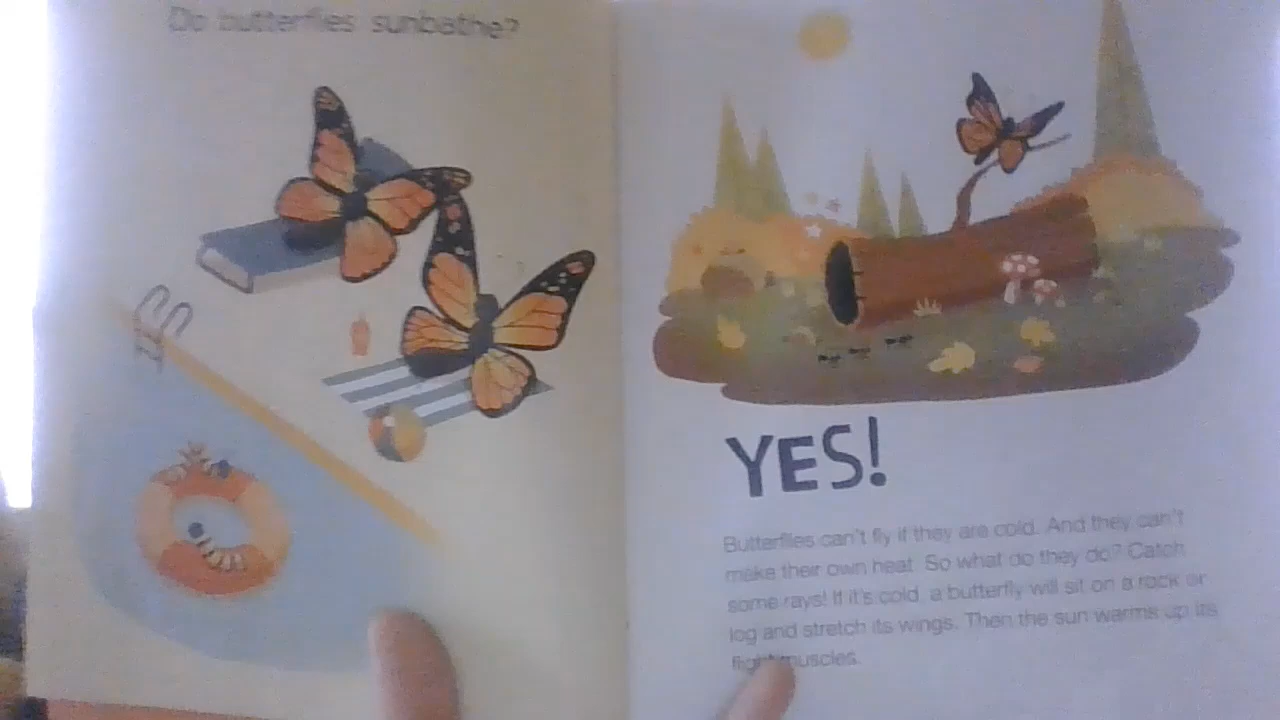 Do butterflies sunbathe?
YES!
Butterflies can't fly if they are cold. And they can't
make their own heat. So what do they do? Catch
some rays! If it's cold, a butterfly will sit on a rock or
log and stretch its wings. Then the sun warms up its
flight muscles.